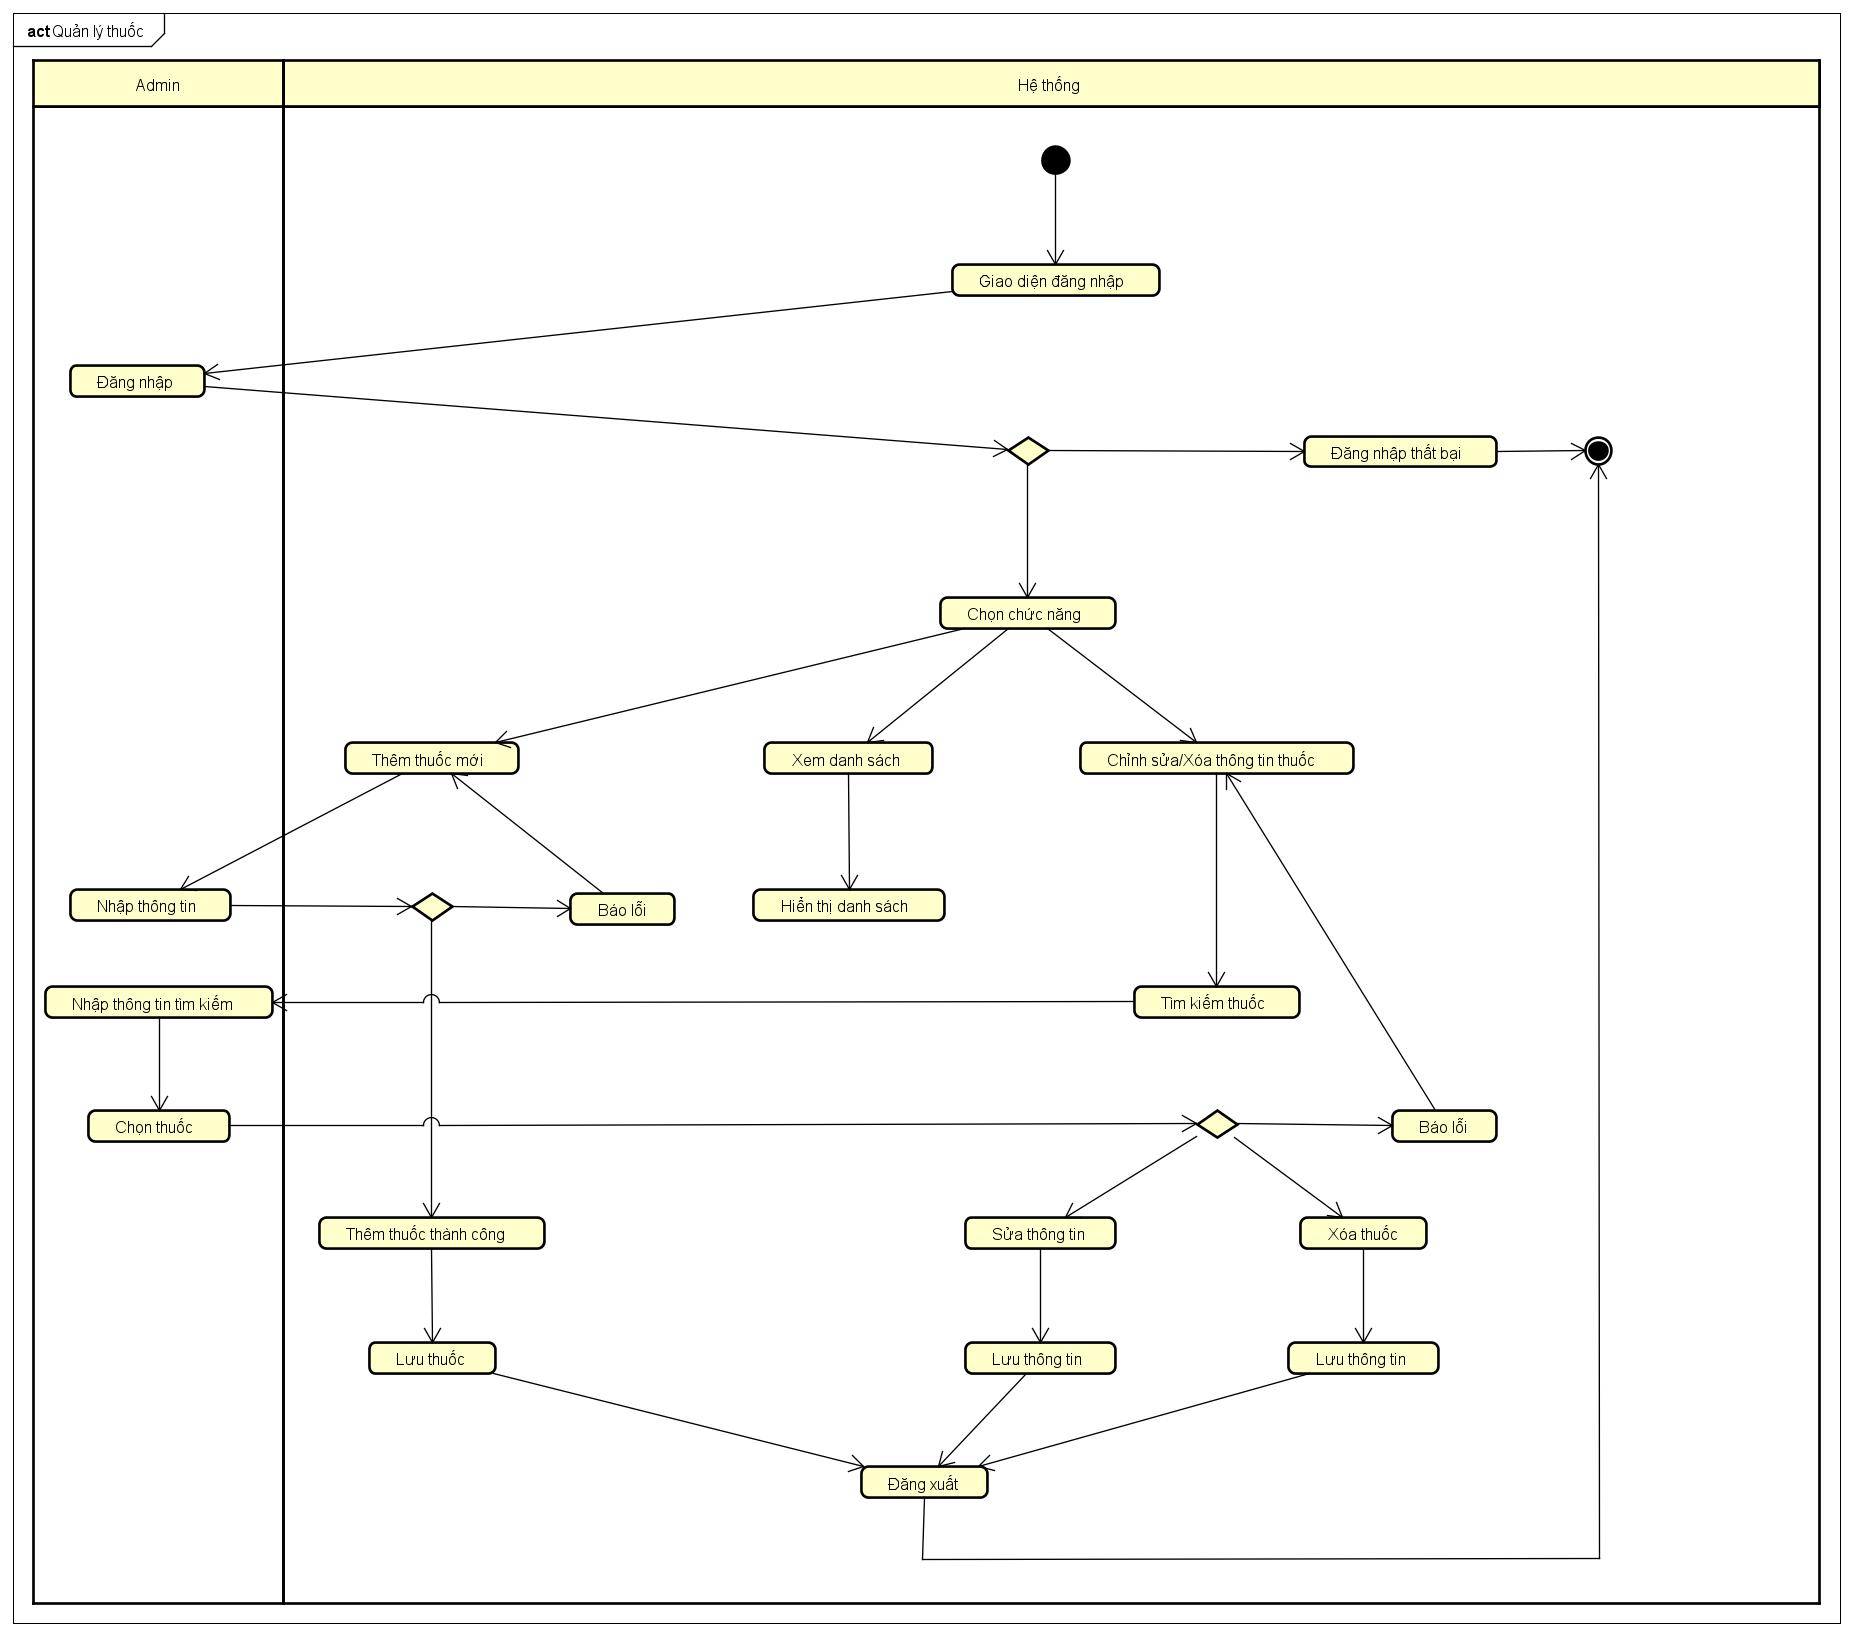 act Quản lý thuốc
Admin
Hệ thống
Giao diện đăng nhập
Đăng nhập
Đăng nhập thất bại
Chọn chức năng
Thêm thuốc mới
Xem danh sách
Chỉnh sửa/Xóa thông tin thuốc
Nhập thông tin
Báo lỗi
Hiển thị danh sách
Nhập thông tin tìm kiếm
Tìm kiếm thuốc
Chọn thuốc
Báo lỗi
Thêm thuốc thành công
Sửa thông tin
Xóa thuốc
Lưu thuốc
Lưu thông tin
Lưu thông tin
Đăng xuất